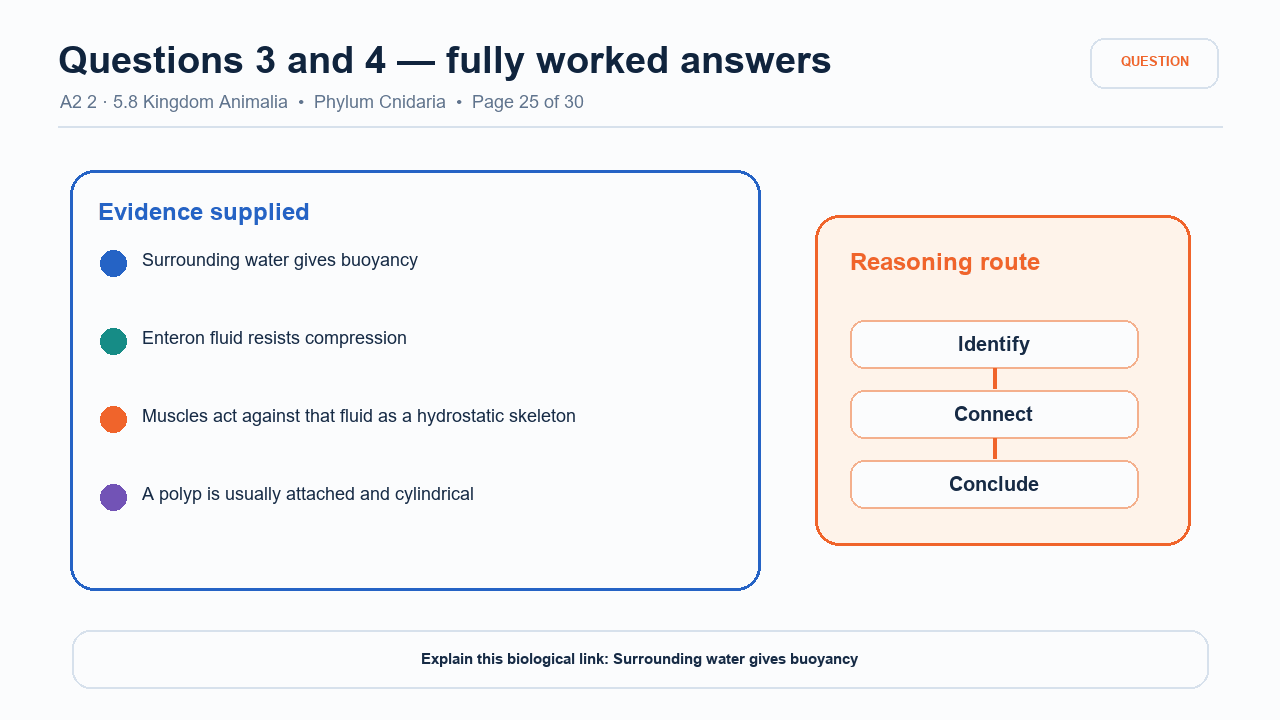 Questions 3 and 4 — fully worked answers
QUESTION
A2 2 · 5.8 Kingdom Animalia • Phylum Cnidaria • Page 25 of 30
Evidence supplied
Surrounding water gives buoyancy
Enteron fluid resists compression
Muscles act against that fluid as a hydrostatic skeleton
A polyp is usually attached and cylindrical
Reasoning route
Identify
Connect
Conclude
Explain this biological link: Surrounding water gives buoyancy